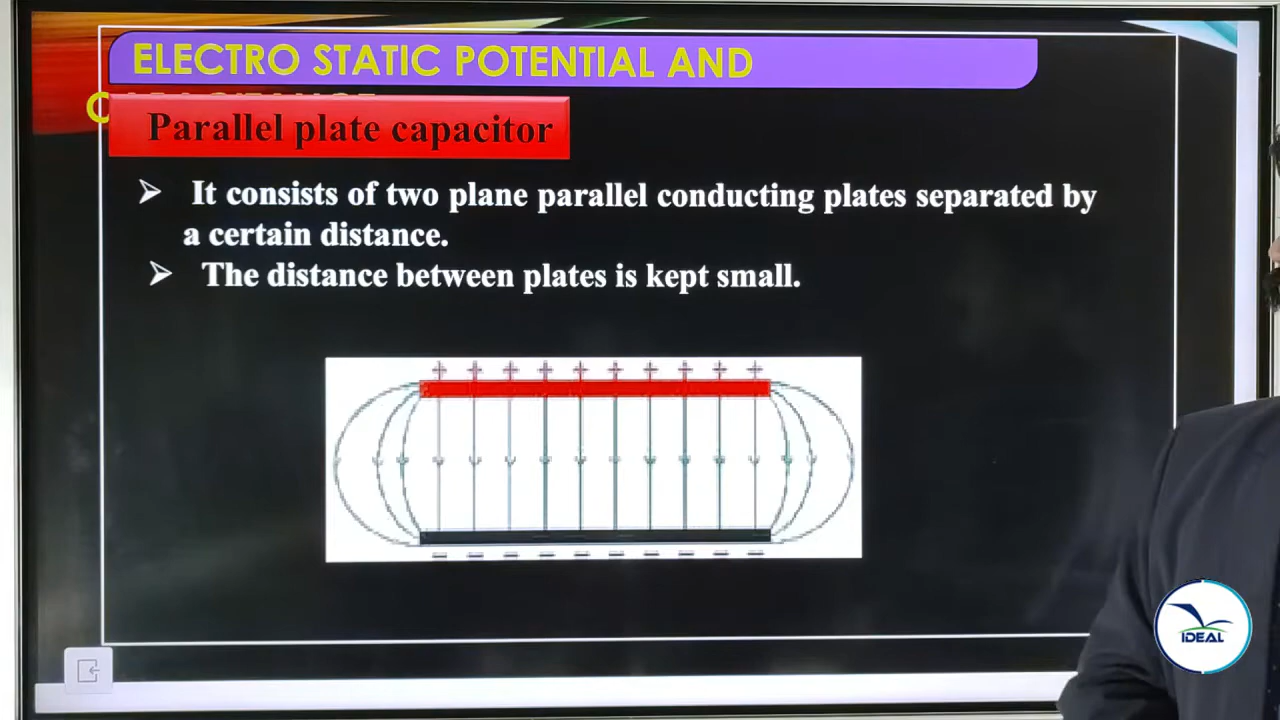 ELECTRO STATIC POTENTIAL AND
Parallel plate capacitor
➢ It consists of two plane parallel conducting plates separated by
a certain distance.
➢ The distance between plates is kept small.
+ + + + + + + + + +
− − − − − − − − − −
IDEAL